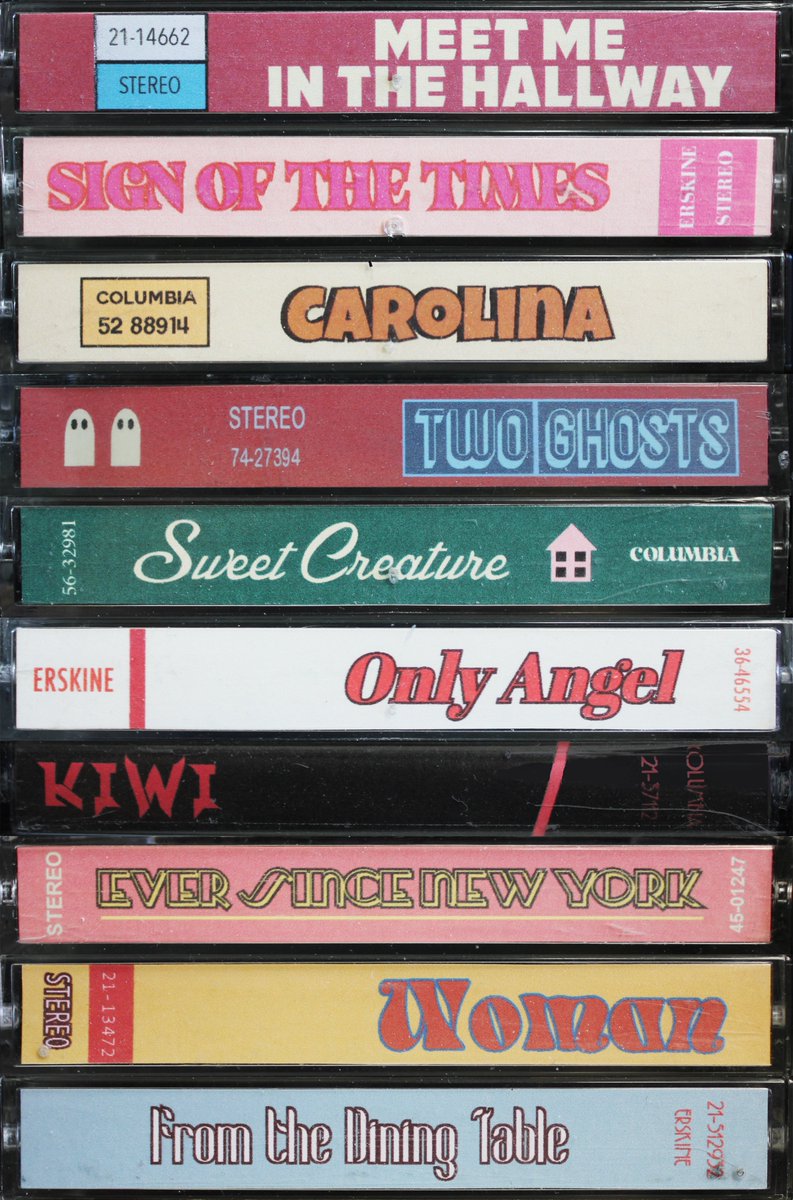 21-14662
STEREO
MEET ME
IN THE HALLWAY
SIGN OF THE TIMES
ERSKINE
STEREO
COLUMBIA
52 88914
CAROLINA
STEREO
74-27394
TWO GHOSTS
56-32981
Sweet Creature
COLUMBIA
ERSKINE
Only Angel
36-46554
KIWI
COLUMBIA
STEREO
EVER SINCE NEW YORK
45-01247
STEREO
21-13472
Woman
From the Dining Table
ERSKINE